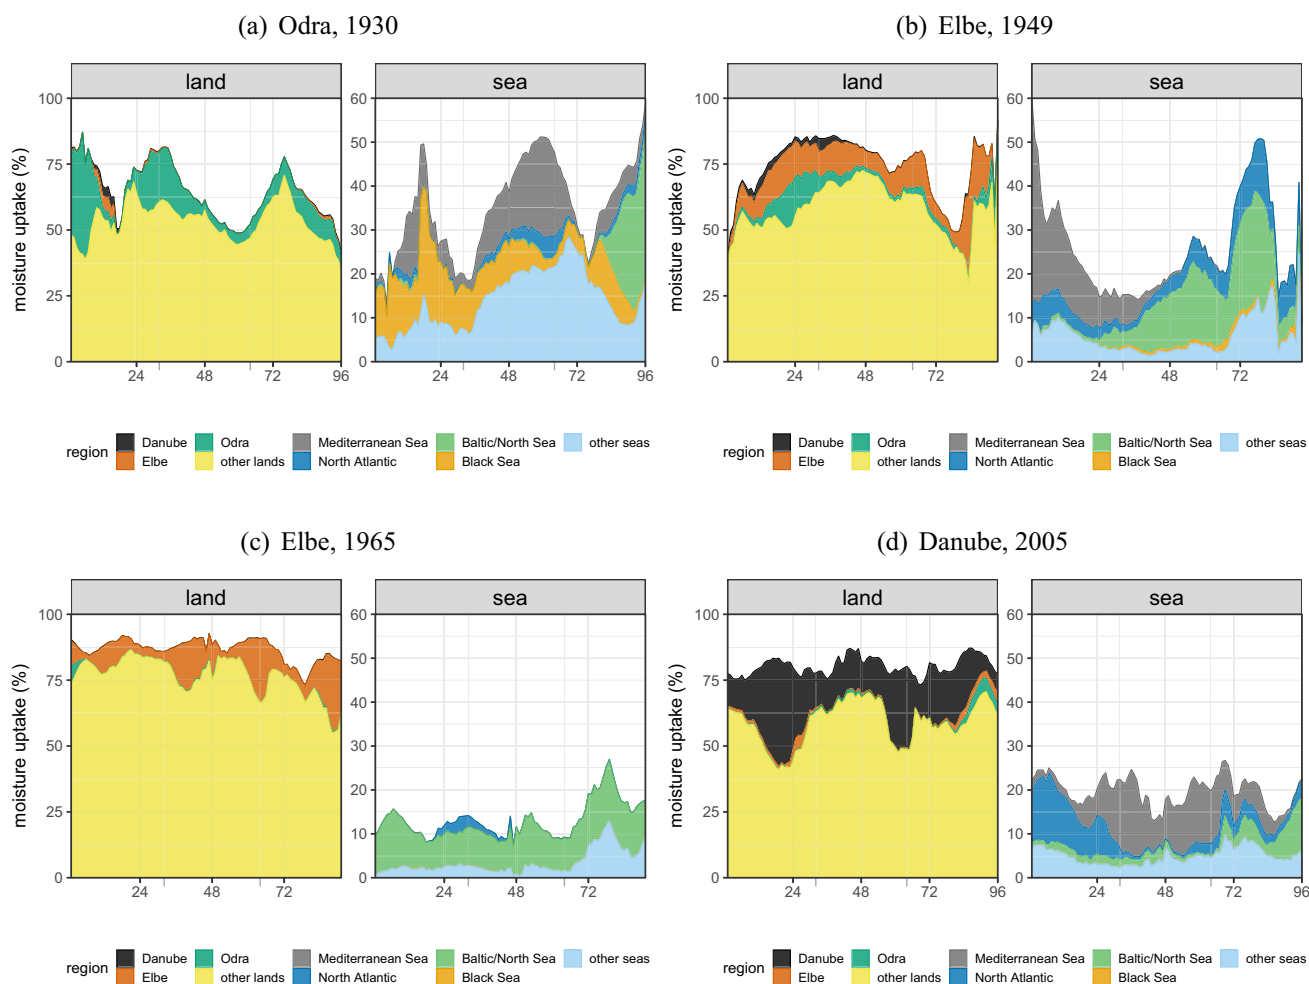 (a) Odra, 1930
(b) Elbe, 1949
land
sea
land
sea
moisture uptake (%)
100
75
50
25
0
24 48 72 96
60
50
40
30
20
10
0
24 48 72 96
moisture uptake (%)
100
75
50
25
0
24 48 72
60
50
40
30
20
10
0
24 48 72
region Danube Odra Mediterranean Sea Baltic/North Sea other seas
Elbe other lands North Atlantic Black Sea
region Danube Odra Mediterranean Sea Baltic/North Sea other seas
Elbe other lands North Atlantic Black Sea
(c) Elbe, 1965
(d) Danube, 2005
land
sea
land
sea
moisture uptake (%)
100
75
50
25
0
24 48 72
60
50
40
30
20
10
0
24 48 72
moisture uptake (%)
100
75
50
25
0
24 48 72 96
60
50
40
30
20
10
0
24 48 72 96
region Danube Odra Mediterranean Sea Baltic/North Sea other seas
Elbe other lands North Atlantic Black Sea
region Danube Odra Mediterranean Sea Baltic/North Sea other seas
Elbe other lands North Atlantic Black Sea